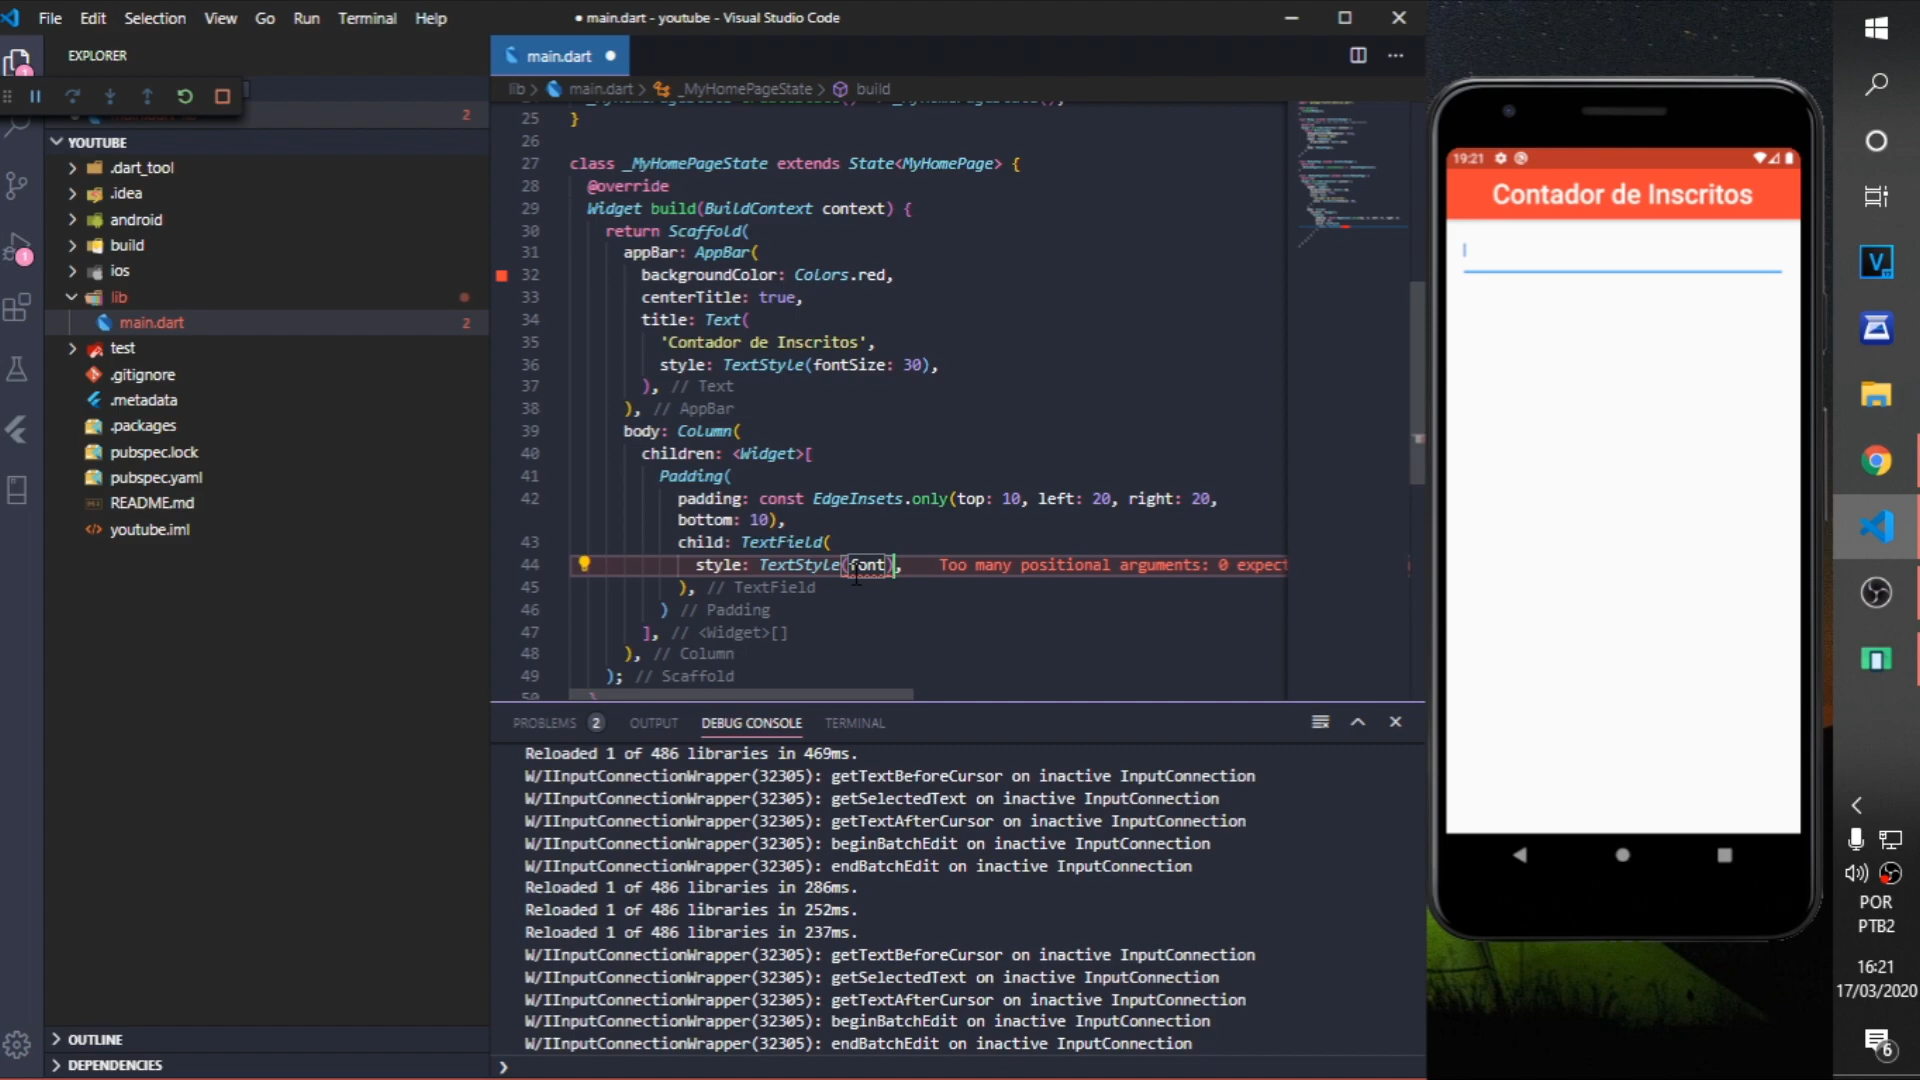 File Edit Selection View Go Run Terminal Help
● main.dart - youtube - Visual Studio Code
EXPLORER
main.dart
lib > main.dart > _MyHomePageState > build
2
YOUTUBE
.dart_tool
.idea
android
build
ios
lib
main.dart 2
test
.gitignore
.metadata
.packages
pubspec.lock
pubspec.yaml
README.md
youtube.iml
OUTLINE
DEPENDENCIES
25 }
26
27 class _MyHomePageState extends State<MyHomePage> {
28 @override
29 Widget build(BuildContext context) {
30 return Scaffold(
31 appBar: AppBar(
32 backgroundColor: Colors.red,
33 centerTitle: true,
34 title: Text(
35 'Contador de Inscritos',
36 style: TextStyle(fontSize: 30),
37 ), // Text
38 ), // AppBar
39 body: Column(
40 children: <Widget>[
41 Padding(
42 padding: const EdgeInsets.only(top: 10, left: 20, right: 20,
bottom: 10),
43 child: TextField(
44 style: TextStyle(font), Too many positional arguments: 0 expect
45 ), // TextField
46 ) // Padding
47 ], // <Widget>[]
48 ), // Column
49 ); // Scaffold
50 }
PROBLEMS 2 OUTPUT DEBUG CONSOLE TERMINAL
Reloaded 1 of 486 libraries in 469ms.
W/IInputConnectionWrapper(32305): getTextBeforeCursor on inactive InputConnection
W/IInputConnectionWrapper(32305): getSelectedText on inactive InputConnection
W/IInputConnectionWrapper(32305): getTextAfterCursor on inactive InputConnection
W/IInputConnectionWrapper(32305): beginBatchEdit on inactive InputConnection
W/IInputConnectionWrapper(32305): endBatchEdit on inactive InputConnection
Reloaded 1 of 486 libraries in 286ms.
Reloaded 1 of 486 libraries in 252ms.
Reloaded 1 of 486 libraries in 237ms.
W/IInputConnectionWrapper(32305): getTextBeforeCursor on inactive InputConnection
W/IInputConnectionWrapper(32305): getSelectedText on inactive InputConnection
W/IInputConnectionWrapper(32305): getTextAfterCursor on inactive InputConnection
W/IInputConnectionWrapper(32305): beginBatchEdit on inactive InputConnection
W/IInputConnectionWrapper(32305): endBatchEdit on inactive InputConnection
19:21
Contador de Inscritos
POR
PTB2
16:21
17/03/2020
6